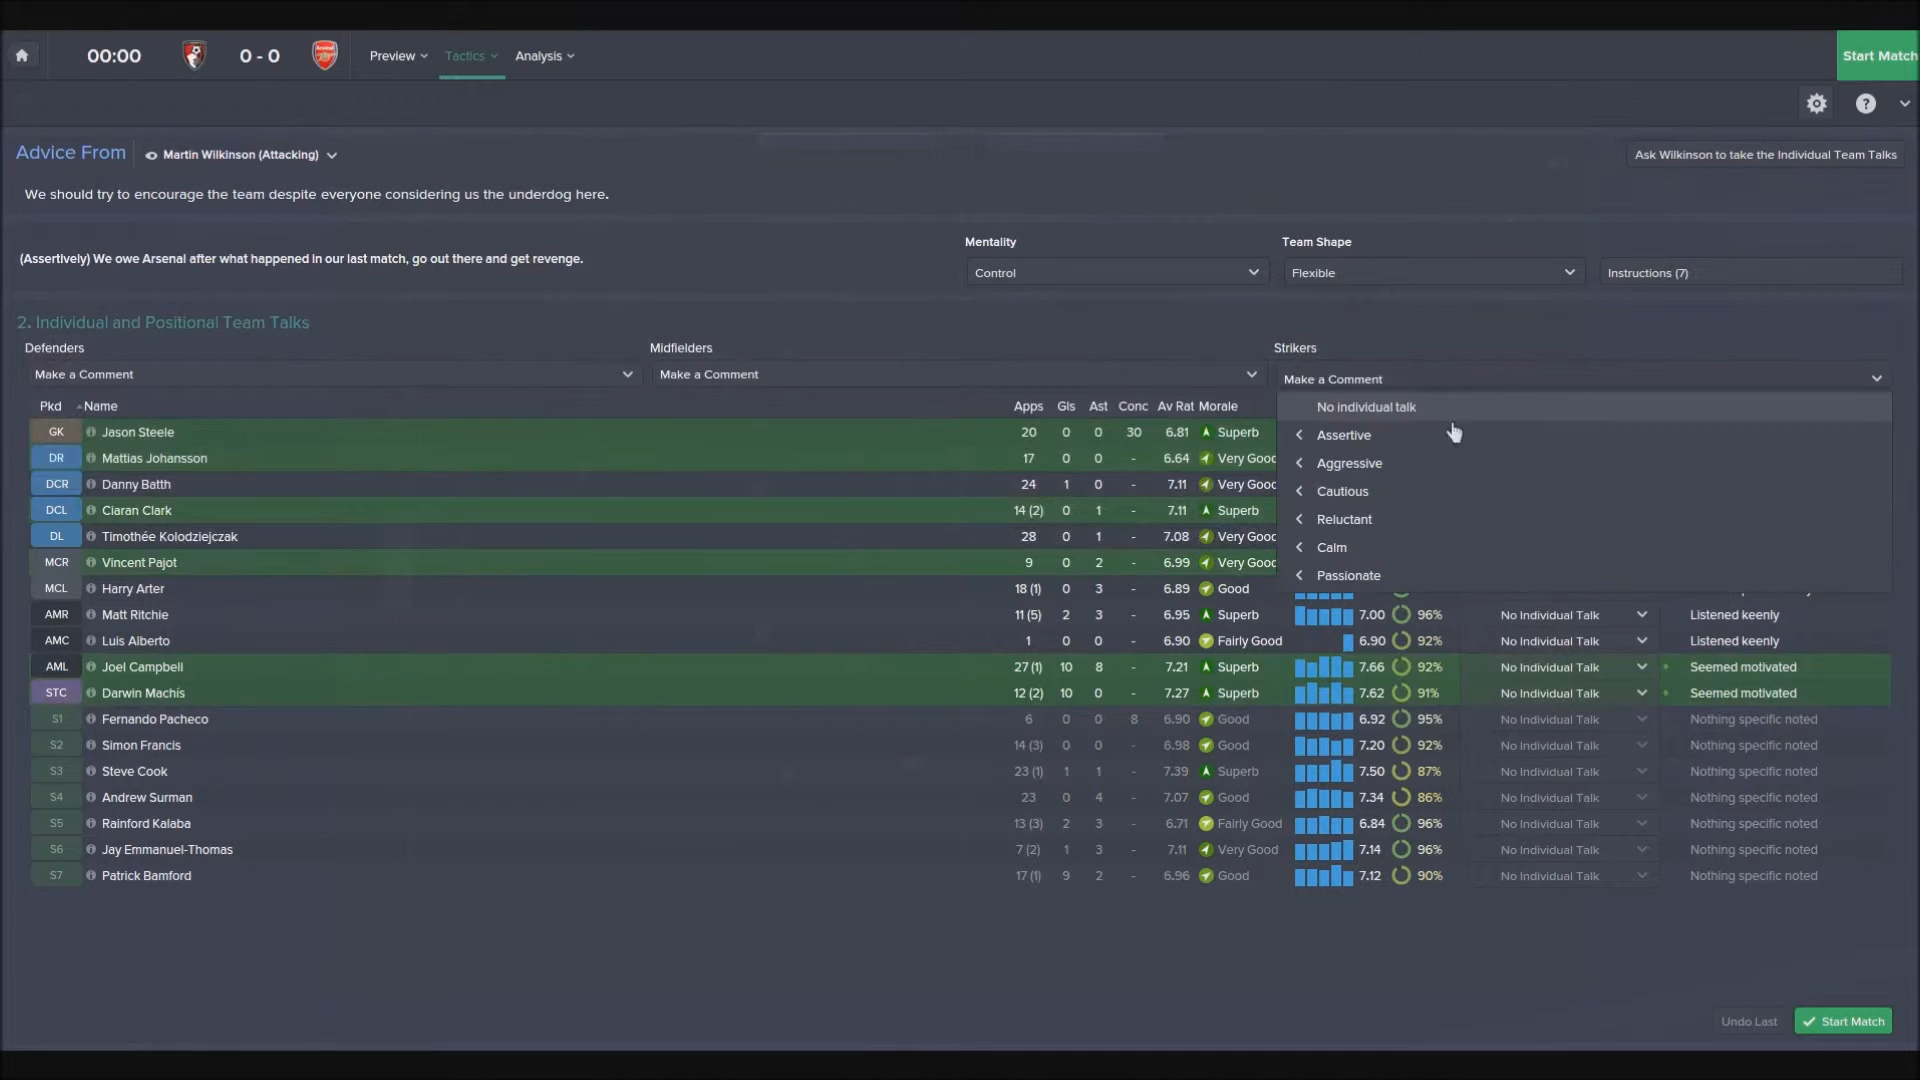 00:00 0 - 0 Preview Tactics Analysis Start Match
Advice From Martin Wilkinson (Attacking) Ask Wilkinson to take the Individual Team Talks
We should try to encourage the team despite everyone considering us the underdog here.
Mentality Team Shape
(Assertively) We owe Arsenal after what happened in our last match, go out there and get revenge. Control Flexible Instructions (7)
2. Individual and Positional Team Talks
Defenders Midfielders Strikers
Make a Comment Make a Comment Make a Comment
Pkd Name Apps Gls Ast Conc Av Rat Morale No individual talk
GK Jason Steele 20 0 0 30 6.81 Superb Assertive
DR Mattias Johansson 17 0 0 - 6.64 Very Good Aggressive
DCR Danny Batth 24 1 0 - 7.11 Very Good Cautious
DCL Ciaran Clark 14 (2) 0 1 - 7.11 Superb Reluctant
DL Timothée Kolodziejczak 28 0 1 - 7.08 Very Good Calm
MCR Vincent Pajot 9 0 2 - 6.99 Very Good Passionate
MCL Harry Arter 18 (1) 0 3 - 6.89 Good
AMR Matt Ritchie 11 (5) 2 3 - 6.95 Superb 7.00 96% No Individual Talk Listened keenly
AMC Luis Alberto 1 0 0 - 6.90 Fairly Good 6.90 92% No Individual Talk Listened keenly
AML Joel Campbell 27 (1) 10 8 - 7.21 Superb 7.66 92% No Individual Talk Seemed motivated
STC Darwin Machís 12 (2) 10 0 - 7.27 Superb 7.62 91% No Individual Talk Seemed motivated
S1 Fernando Pacheco 6 0 0 8 6.90 Good 6.92 95% No Individual Talk Nothing specific noted
S2 Simon Francis 14 (3) 0 0 - 6.98 Good 7.20 92% No Individual Talk Nothing specific noted
S3 Steve Cook 23 (1) 1 1 - 7.39 Superb 7.50 87% No Individual Talk Nothing specific noted
S4 Andrew Surman 23 0 4 - 7.07 Good 7.34 86% No Individual Talk Nothing specific noted
S5 Rainford Kalaba 13 (3) 2 3 - 6.71 Fairly Good 6.84 96% No Individual Talk Nothing specific noted
S6 Jay Emmanuel-Thomas 7 (2) 1 3 - 7.11 Very Good 7.14 96% No Individual Talk Nothing specific noted
S7 Patrick Bamford 17 (1) 9 2 - 6.96 Good 7.12 90% No Individual Talk Nothing specific noted
Undo Last Start Match